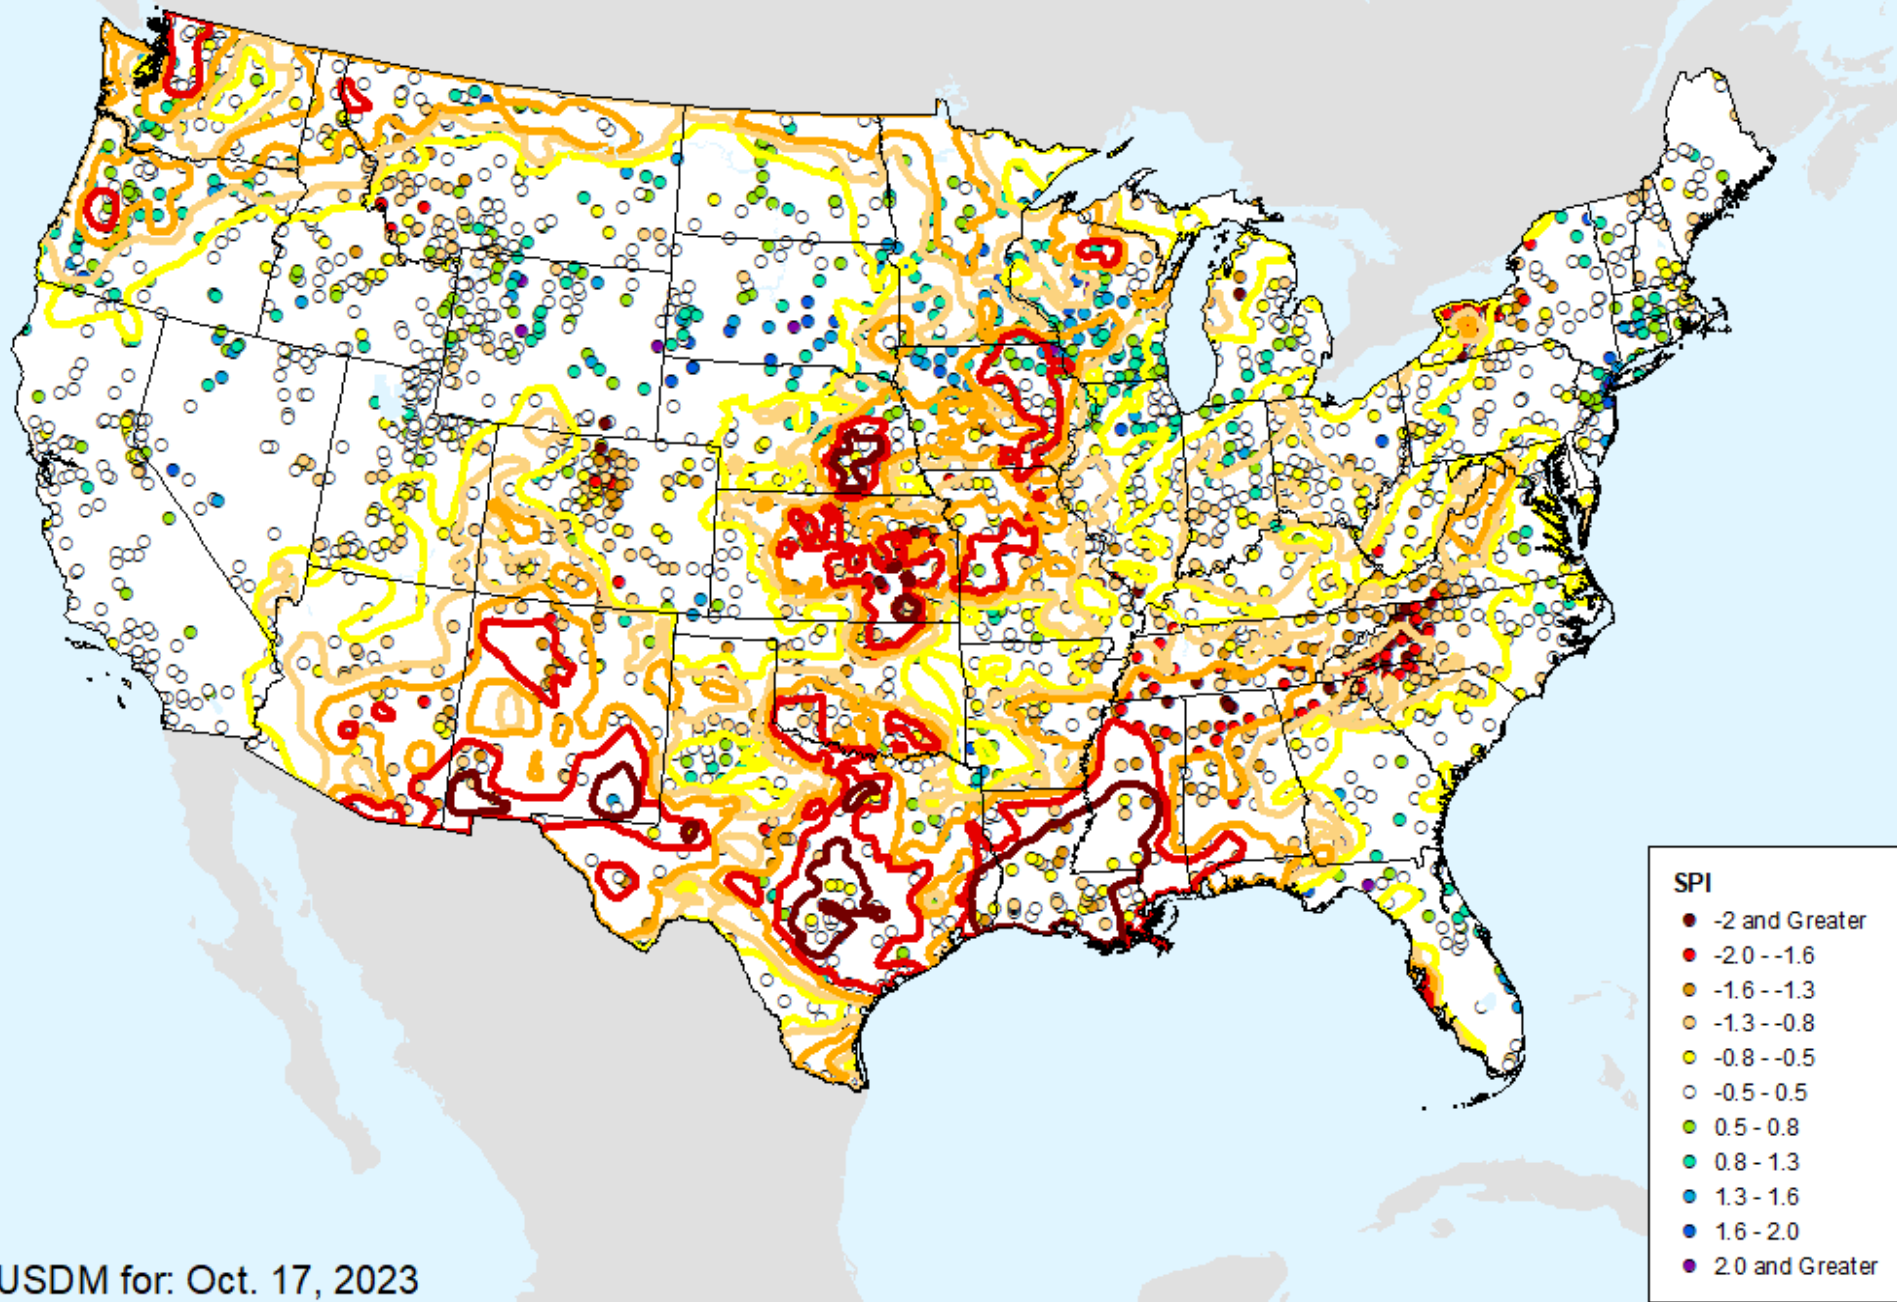 SPI
-2 and Greater
-2.0 - -1.6
-1.6 - -1.3
-1.3 - -0.8
-0.8 - -0.5
-0.5 - 0.5
0.5 - 0.8
0.8 - 1.3
1.3 - 1.6
1.6 - 2.0
2.0 and Greater
USDM for: Oct. 17, 2023